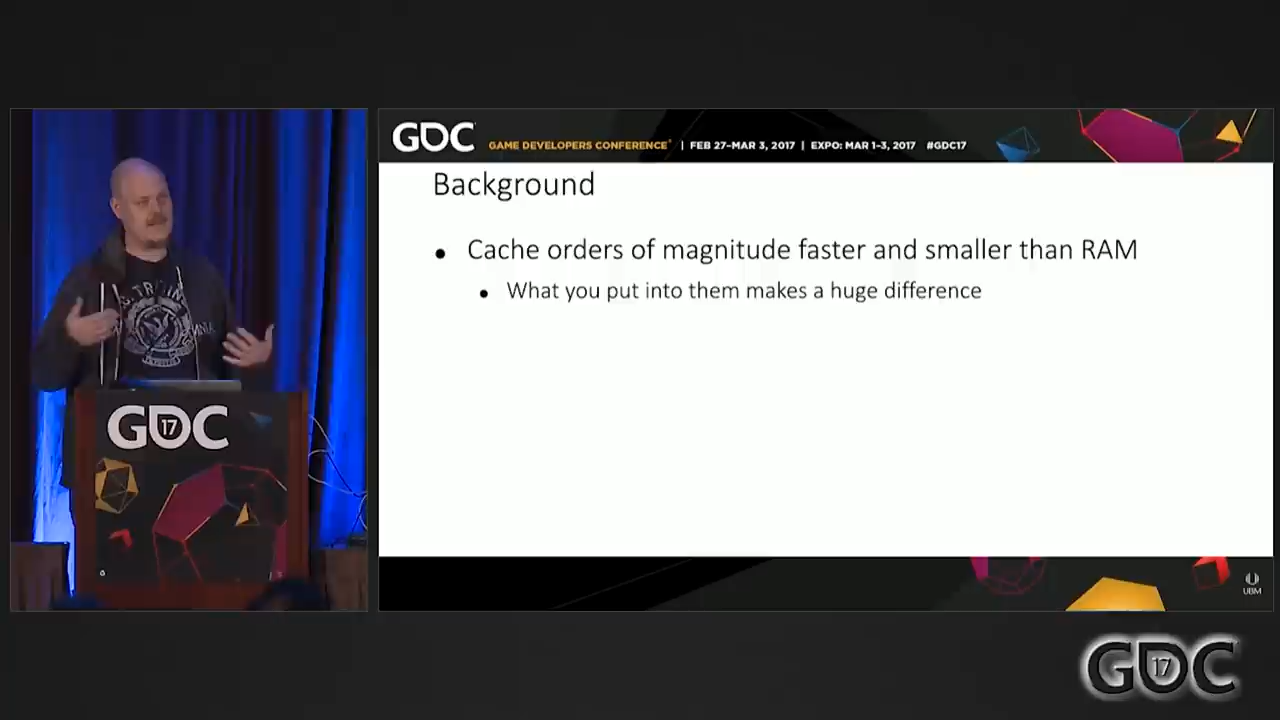 GDC
GAME DEVELOPERS CONFERENCE® | FEB 27–MAR 3, 2017 | EXPO: MAR 1–3, 2017 #GDC17
Background
• Cache orders of magnitude faster and smaller than RAM
• What you put into them makes a huge difference
GDC
17
UBM
GDC
17